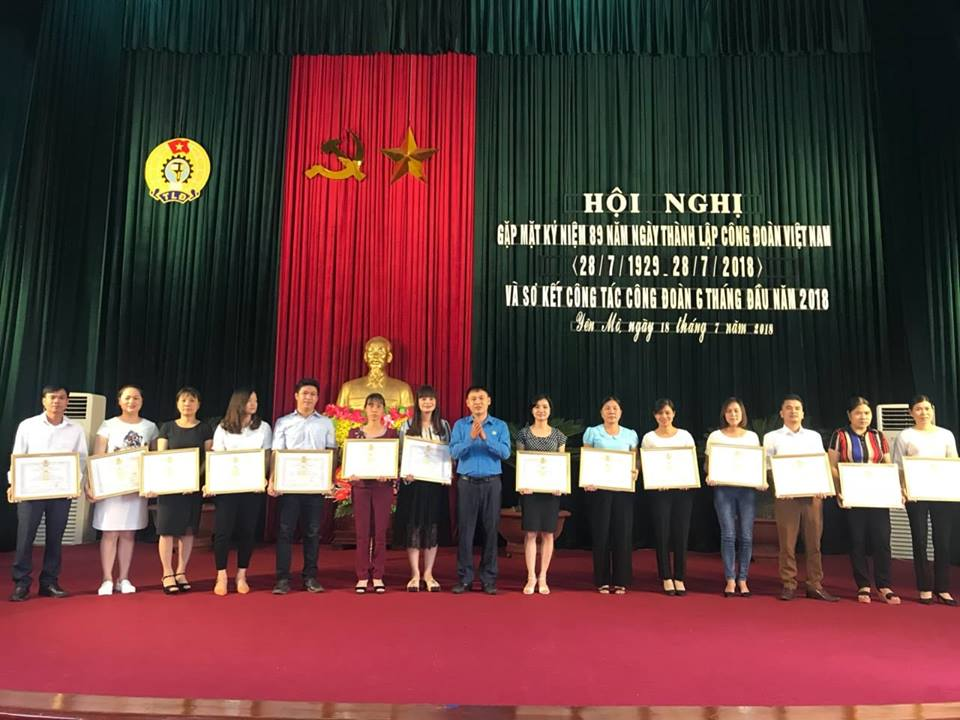 TLĐ
HỘI NGHỊ
GẶP MẶT KỶ NIỆM 89 NĂM NGÀY THÀNH LẬP CÔNG ĐOÀN VIỆT NAM
(28/7/1929 - 28/7/2018)
VÀ SƠ KẾT CÔNG TÁC CÔNG ĐOÀN 6 THÁNG ĐẦU NĂM 2018
Yên Mô, ngày 18 tháng 7 năm 2018